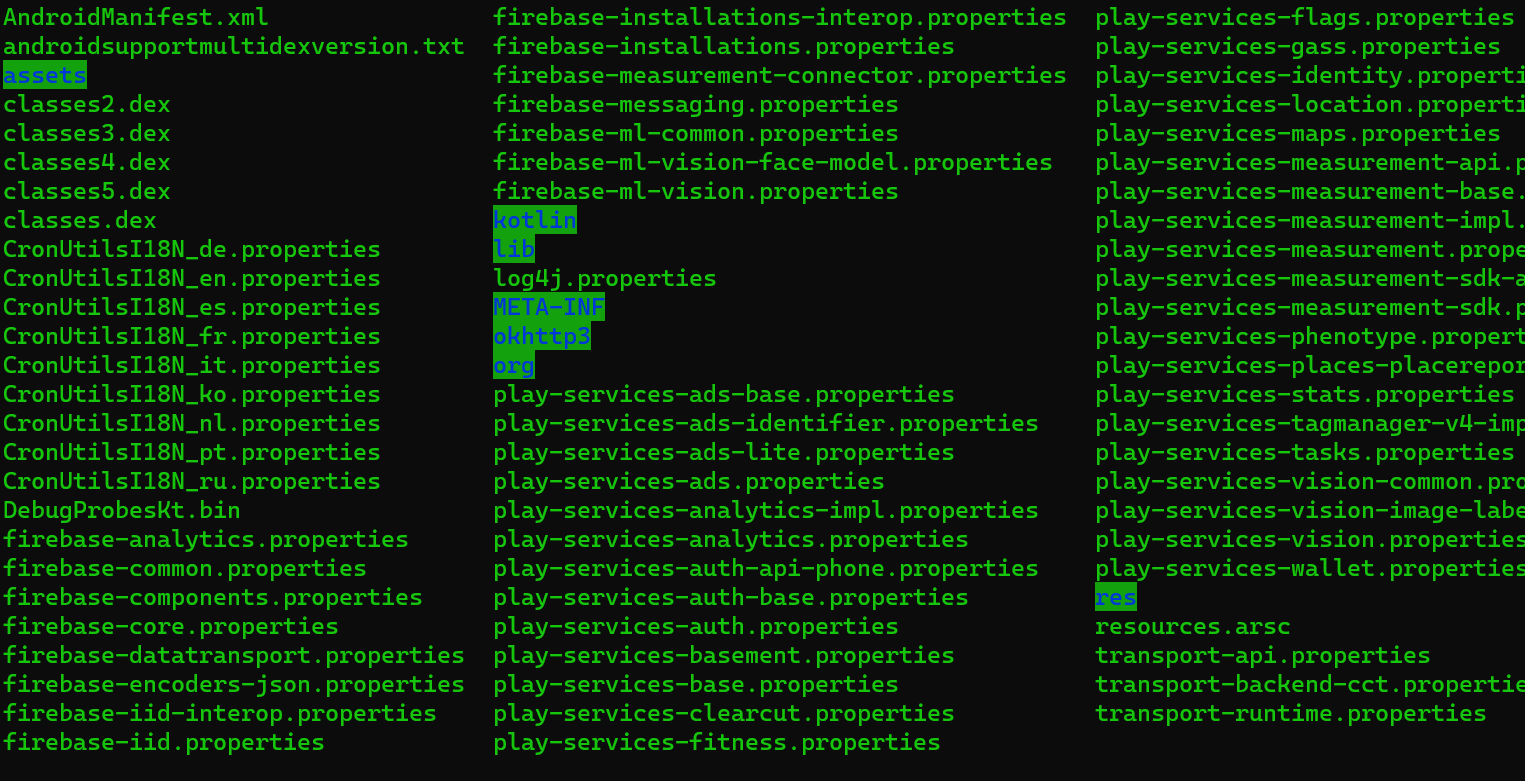 AndroidManifest.xml
androidsupportmultidexversion.txt
assets
classes2.dex
classes3.dex
classes4.dex
classes5.dex
classes.dex
CronUtilsI18N_de.properties
CronUtilsI18N_en.properties
CronUtilsI18N_es.properties
CronUtilsI18N_fr.properties
CronUtilsI18N_it.properties
CronUtilsI18N_ko.properties
CronUtilsI18N_nl.properties
CronUtilsI18N_pt.properties
CronUtilsI18N_ru.properties
DebugProbesKt.bin
firebase-analytics.properties
firebase-common.properties
firebase-components.properties
firebase-core.properties
firebase-datatransport.properties
firebase-encoders-json.properties
firebase-iid-interop.properties
firebase-iid.properties
firebase-installations-interop.properties
firebase-installations.properties
firebase-measurement-connector.properties
firebase-messaging.properties
firebase-ml-common.properties
firebase-ml-vision-face-model.properties
firebase-ml-vision.properties
kotlin
lib
log4j.properties
META-INF
okhttp3
org
play-services-ads-base.properties
play-services-ads-identifier.properties
play-services-ads-lite.properties
play-services-ads.properties
play-services-analytics-impl.properties
play-services-analytics.properties
play-services-auth-api-phone.properties
play-services-auth-base.properties
play-services-auth.properties
play-services-basement.properties
play-services-base.properties
play-services-clearcut.properties
play-services-fitness.properties
play-services-flags.properties
play-services-gass.properties
play-services-identity.properti
play-services-location.properti
play-services-maps.properties
play-services-measurement-api.p
play-services-measurement-base.
play-services-measurement-impl.
play-services-measurement.prope
play-services-measurement-sdk-a
play-services-measurement-sdk.p
play-services-phenotype.propert
play-services-places-placerepor
play-services-stats.properties
play-services-tagmanager-v4-imp
play-services-tasks.properties
play-services-vision-common.pro
play-services-vision-image-labe
play-services-vision.properties
play-services-wallet.properties
res
resources.arsc
transport-api.properties
transport-backend-cct.propertie
transport-runtime.properties